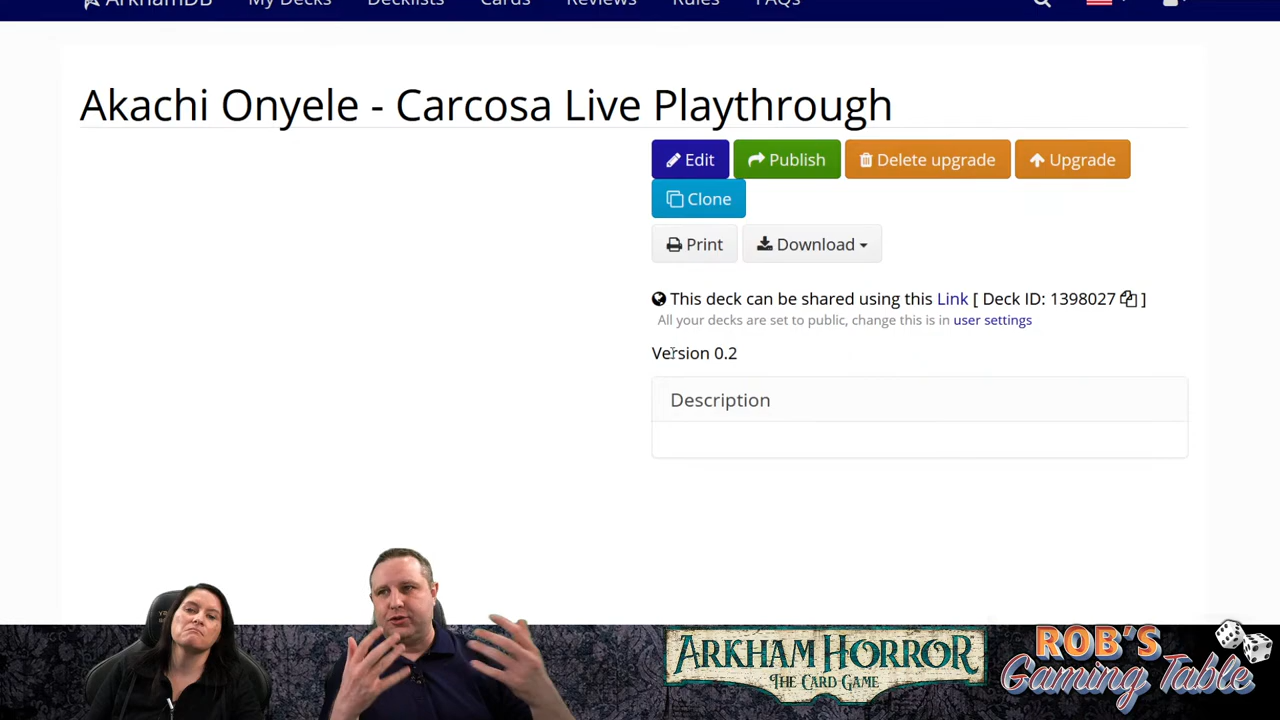 ArkhamDB My Decks Decklists Cards Reviews Rules FAQs
Akachi Onyele - Carcosa Live Playthrough
Edit Publish Delete upgrade Upgrade
Clone
Print Download
This deck can be shared using this Link [ Deck ID: 1398027 ]
All your decks are set to public, change this is in user settings
Version 0.2
Description
ARKHAM HORROR
THE CARD GAME
ROB'S
Gaming Table